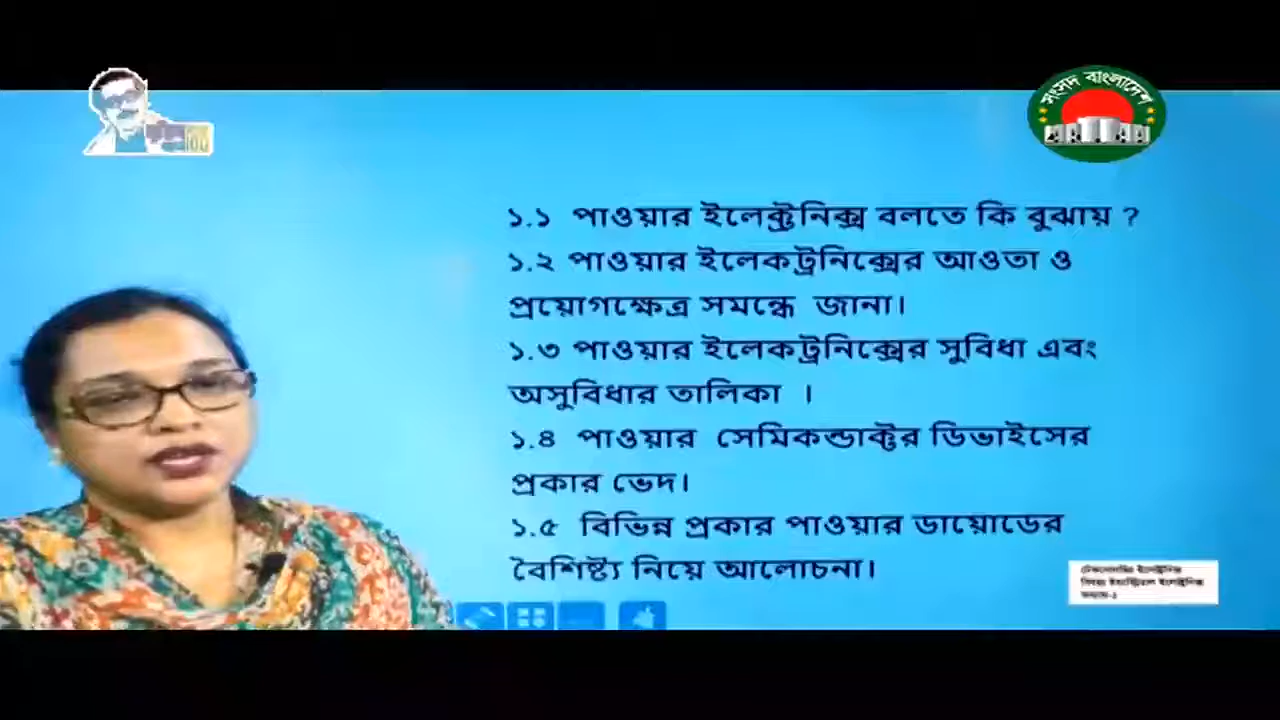 সংসদ বাংলাদেশ
১.১ পাওয়ার ইলেক্ট্রনিক্স বলতে কি বুঝায় ?
১.২ পাওয়ার ইলেকট্রনিক্সের আওতা ও
প্রয়োগক্ষেত্র সমন্ধে জানা।
১.৩ পাওয়ার ইলেকট্রনিক্সের সুবিধা এবং
অসুবিধার তালিকা ।
১.৪ পাওয়ার সেমিকন্ডাক্টর ডিভাইসের
প্রকার ভেদ।
১.৫ বিভিন্ন প্রকার পাওয়ার ডায়োডের
বৈশিষ্ট্য নিয়ে আলোচনা।